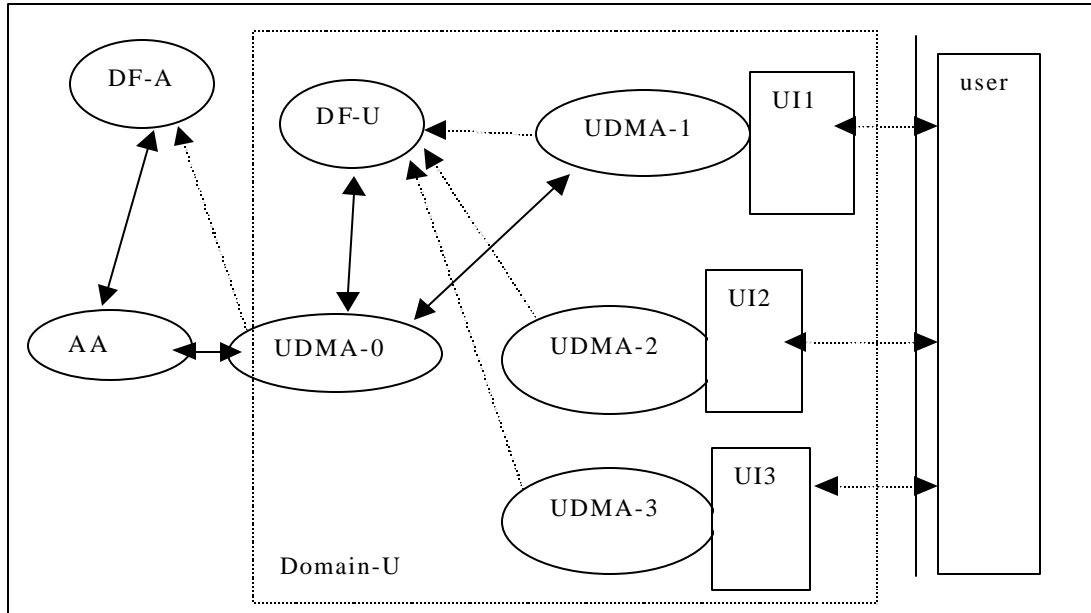 DF-A
DF-U
UDMA-1
UI1
user
AA
UDMA-0
UDMA-2
UI2
UDMA-3
UI3
Domain-U